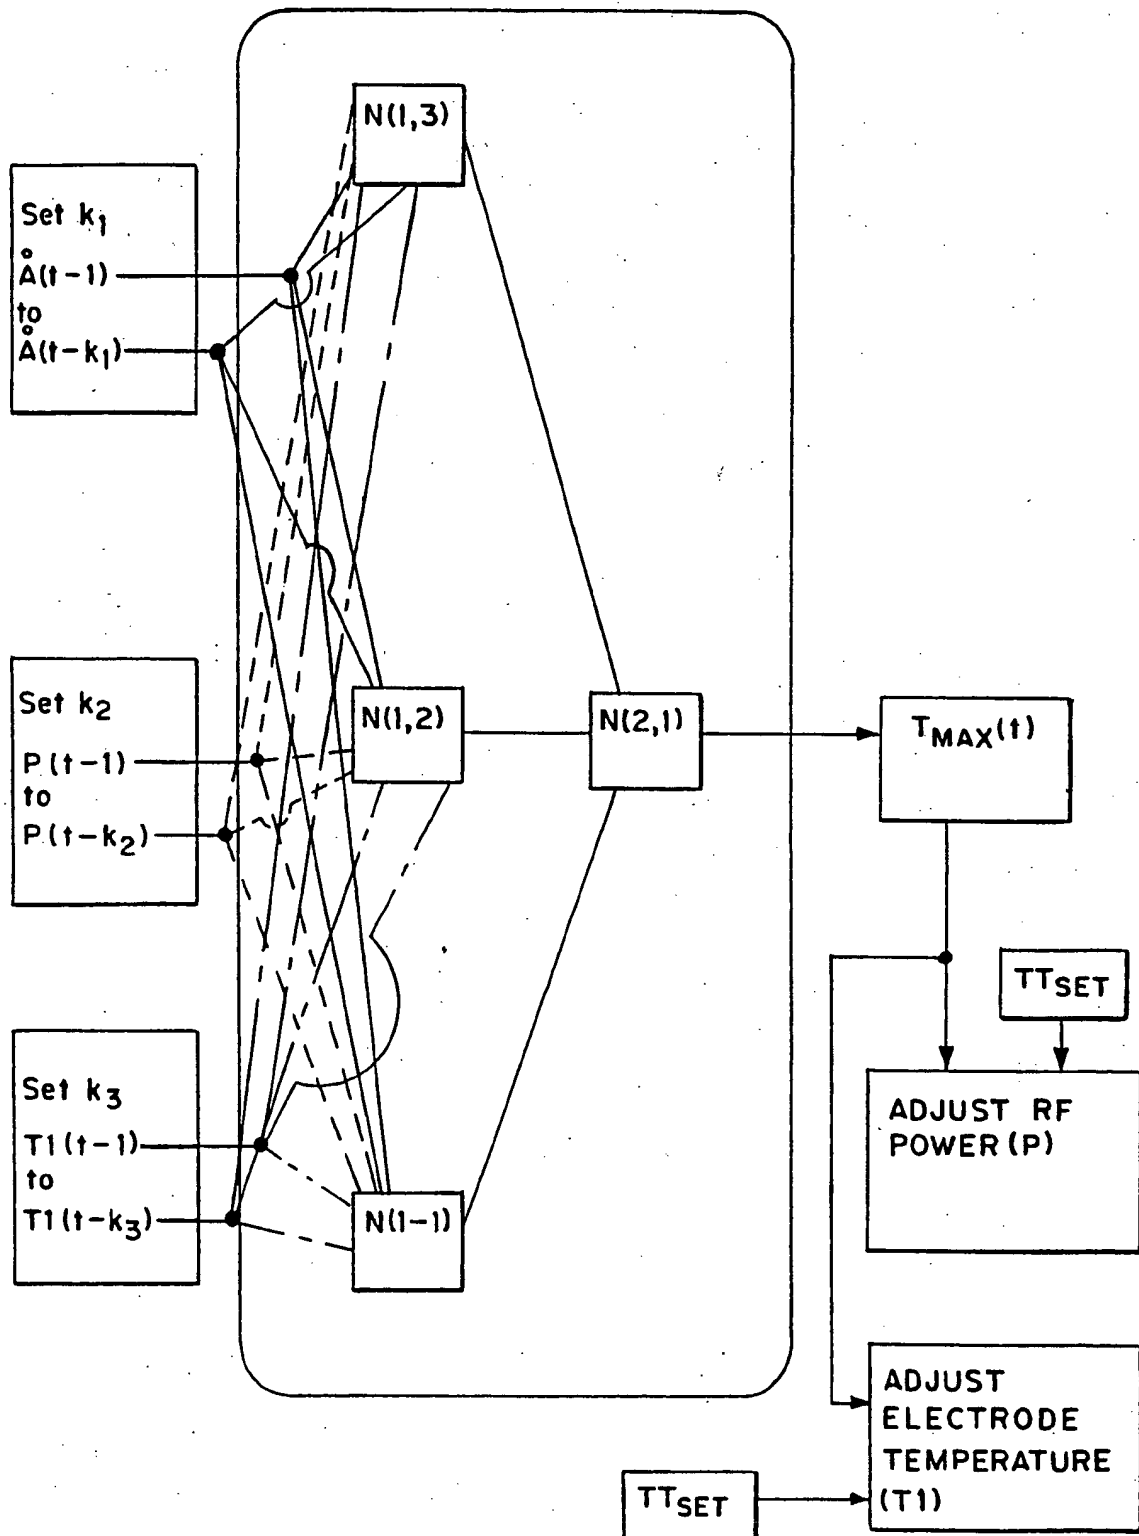 N(1,3)
Set k1
Å(t-1)
to
Å(t-k1)
Set k2
P(t-1)
to
P(t-k2)
N(1,2)
N(2,1)
TMAX(t)
TTSET
ADJUST RF
POWER(P)
Set k3
T1(t-1)
to
T1(t-k3)
N(1-1)
ADJUST
ELECTRODE
TEMPERATURE
(T1)
TTSET